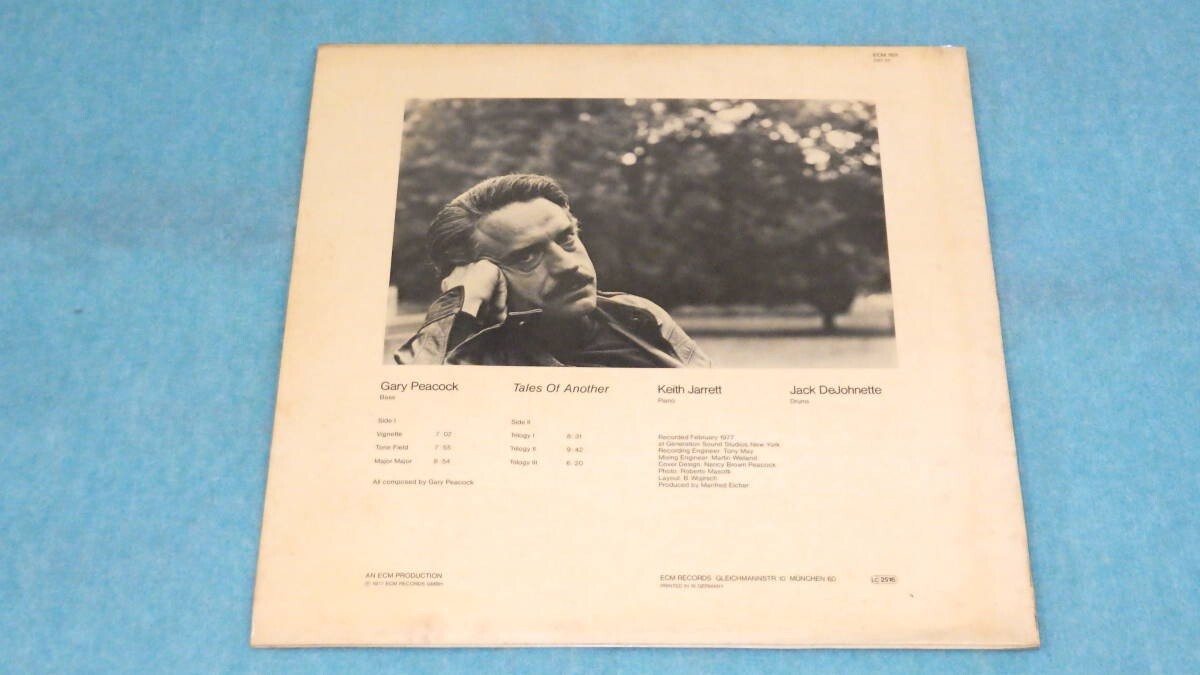 ECM 1101
Gary Peacock
Bass
Tales Of Another
Keith Jarrett
Piano
Jack DeJohnette
Drums
Side I
Vignette 7:02
Tone Field 7:55
Major Major 8:54
All composed by Gary Peacock
Side II
Trilogy I 8:31
Trilogy II 9:42
Trilogy III 6:20
Recorded February 1977
at Generation Sound Studios, New York
Recording Engineer: Tony May
Mixing Engineer: Martin Wieland
Cover Design: Nancy Brown Peacock
Photo: Roberto Masotti
Layout: B. Wojirsch
Produced by Manfred Eicher
AN ECM PRODUCTION
Ⓟ 1977 ECM RECORDS GMBH
ECM RECORDS GLEICHMANNSTR. 10 MÜNCHEN 60
PRINTED IN W. GERMANY
LC 2516